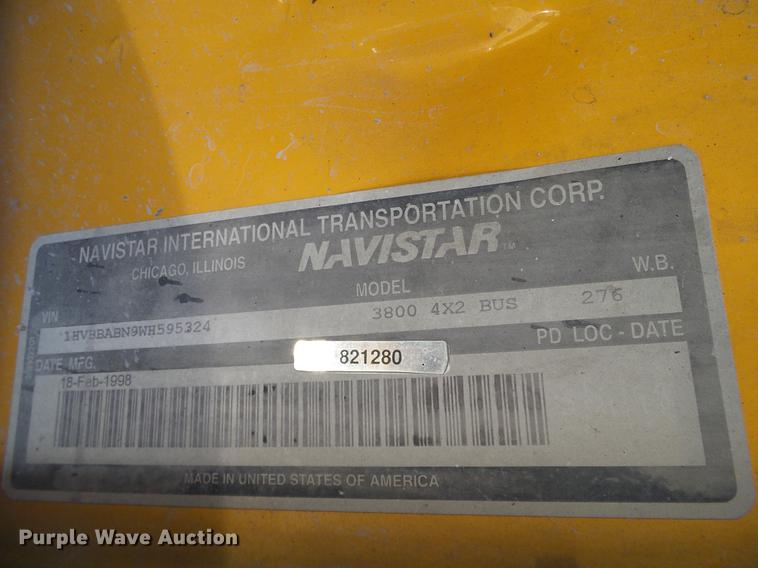 NAVISTAR INTERNATIONAL TRANSPORTATION CORP.
CHICAGO, ILLINOIS
NAVISTAR TM
VIN
MODEL
W.B.
1HVBBABN9WH595324
3800 4X2 BUS
276
DATE MFG.
821280
PD LOC - DATE
18-Feb-1998
MADE IN UNITED STATES OF AMERICA
Purple Wave Auction